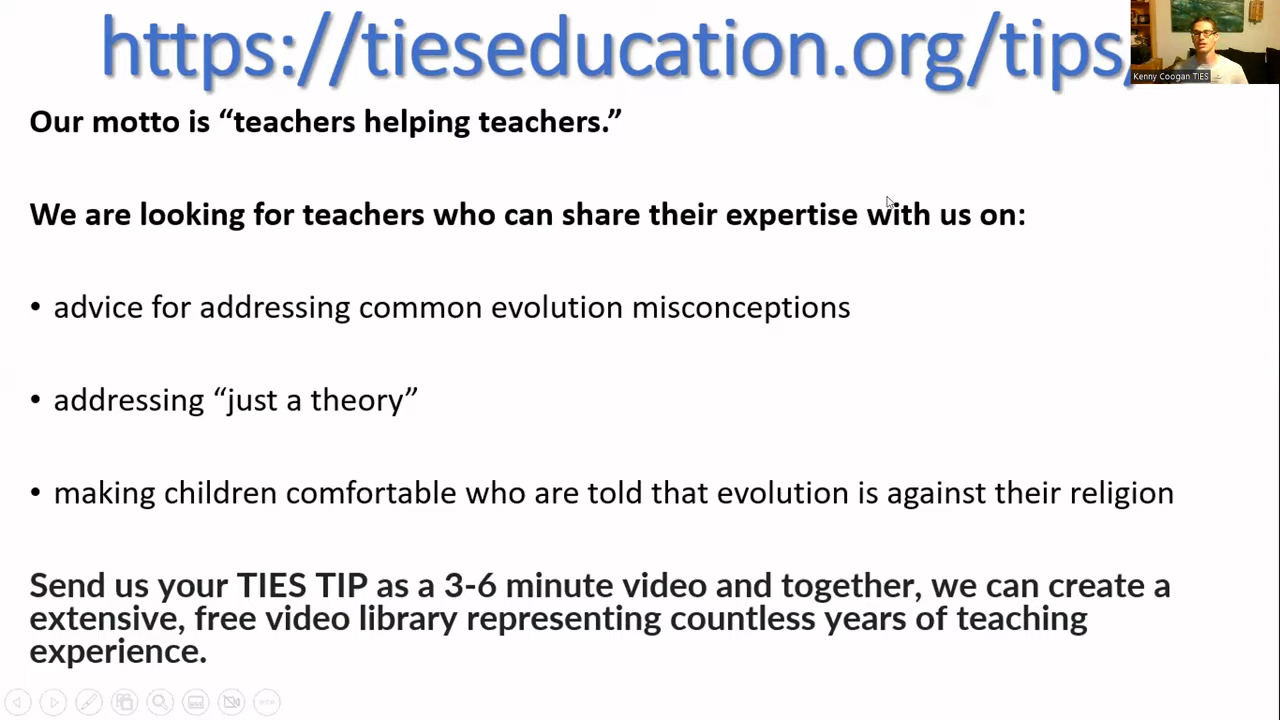 https://tieseducation.org/tips/
Kenny Coogan TIES
Our motto is “teachers helping teachers.”
We are looking for teachers who can share their expertise with us on:
• advice for addressing common evolution misconceptions
• addressing “just a theory”
• making children comfortable who are told that evolution is against their religion
Send us your TIES TIP as a 3-6 minute video and together, we can create a
extensive, free video library representing countless years of teaching
experience.